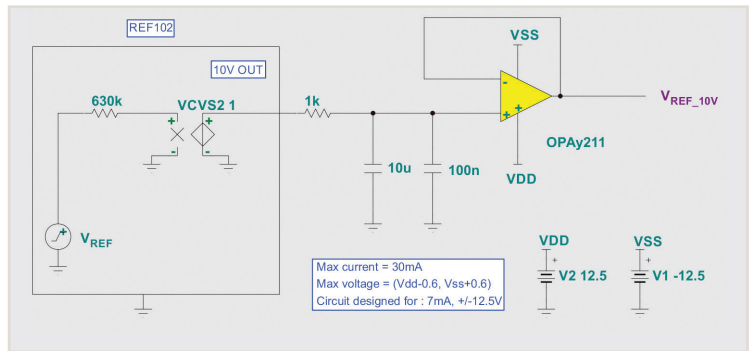 REF102
10V OUT
VSS
630k
VCVS2 1
1k
VREF_10V
OPAy211
10u
100n
VDD
VREF
VDD
VSS
V2 12.5
V1 -12.5
Max current = 30mA
Max voltage = (Vdd-0.6, Vss+0.6)
Circuit designed for : 7mA, +/-12.5V